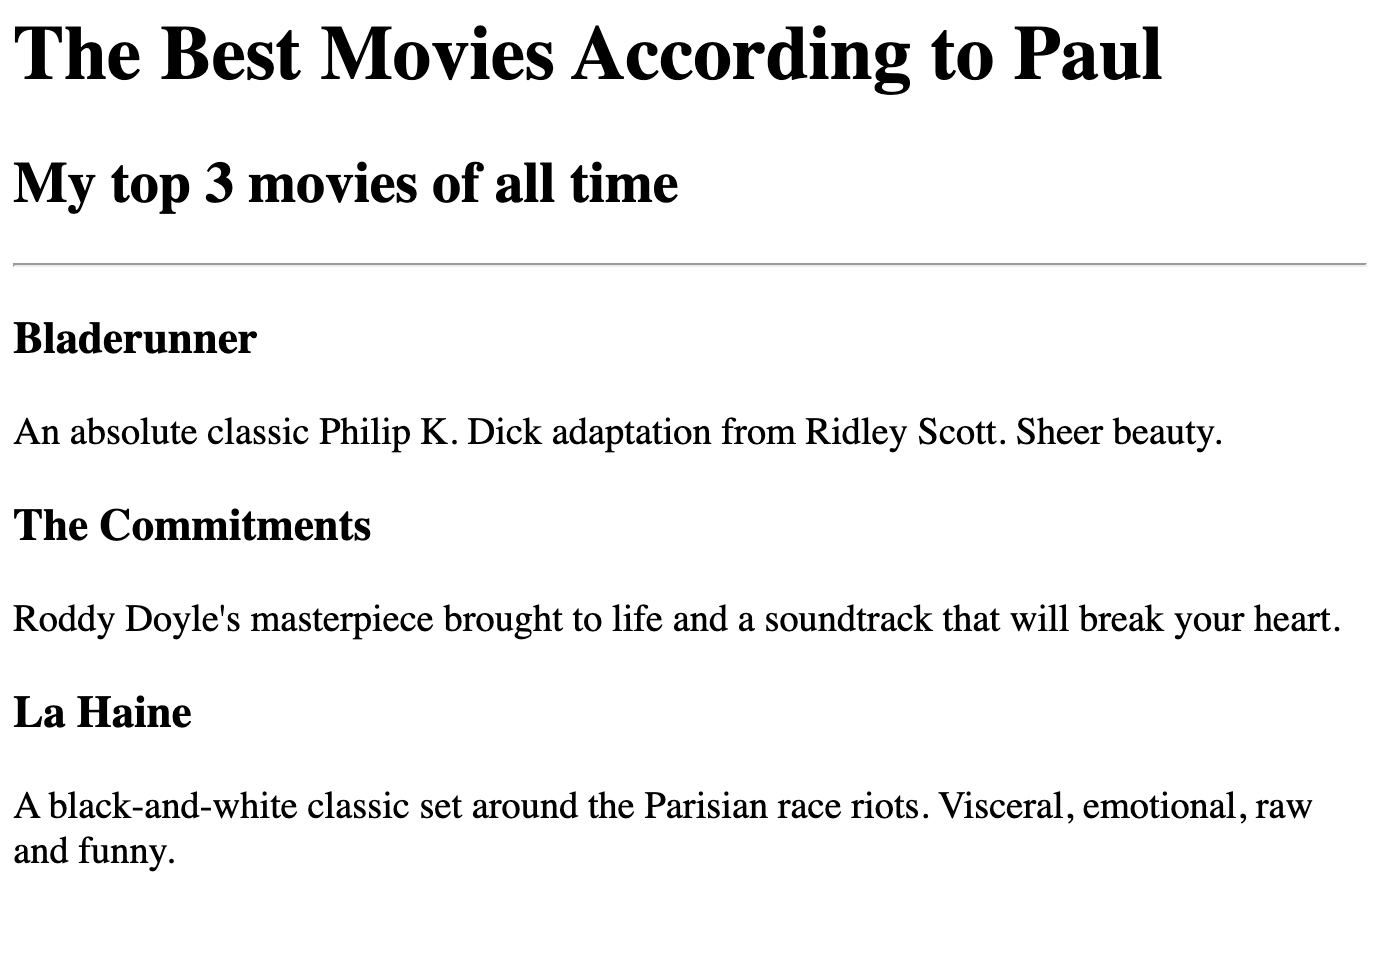 The Best Movies According to Paul
My top 3 movies of all time
Bladerunner
An absolute classic Philip K. Dick adaptation from Ridley Scott. Sheer beauty.
The Commitments
Roddy Doyle's masterpiece brought to life and a soundtrack that will break your heart.
La Haine
A black-and-white classic set around the Parisian race riots. Visceral, emotional, raw
and funny.